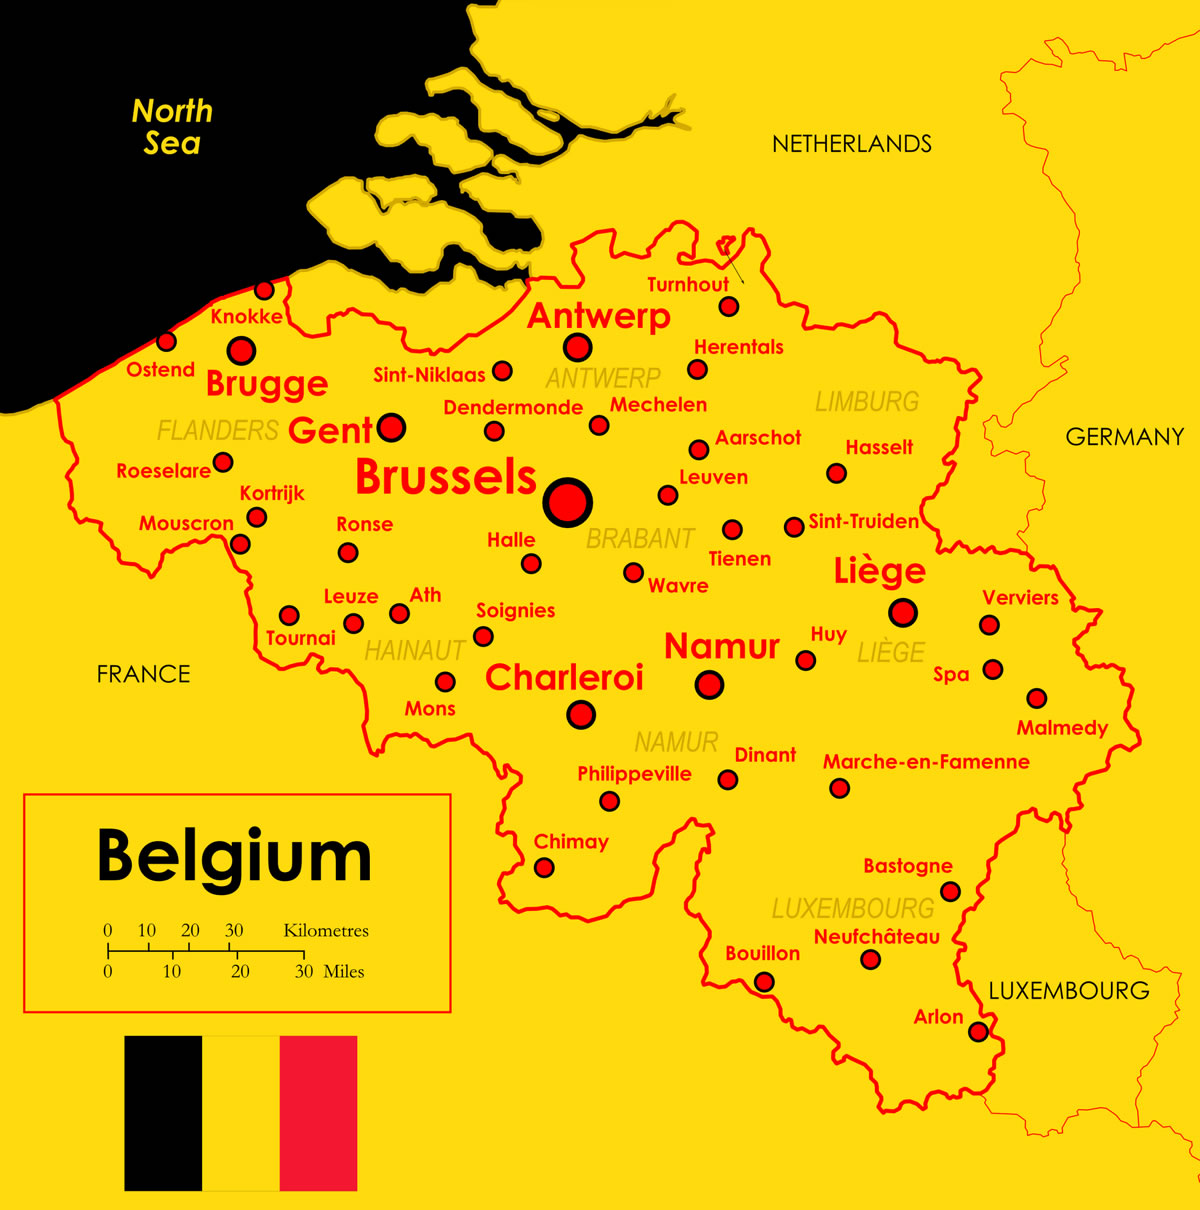 North
Sea
NETHERLANDS
Turnhout
Knokke
Antwerp
Herentals
Ostend
Brugge
Sint-Niklaas
ANTWERP
LIMBURG
Dendermonde
Mechelen
FLANDERS
Gent
Aarschot
GERMANY
Hasselt
Roeselare
Brussels
Leuven
Kortrijk
Mouscron
Ronse
Sint-Truiden
Halle
BRABANT
Tienen
Liège
Wavre
Leuze
Ath
Verviers
Soignies
Tournai
Huy
HAINAUT
Namur
LIÈGE
FRANCE
Charleroi
Spa
Mons
Malmedy
NAMUR
Dinant
Marche-en-Famenne
Philippeville
Chimay
Belgium
Bastogne
LUXEMBOURG
0 10 20 30 Kilometres
Neufchâteau
Bouillon
0 10 20 30 Miles
LUXEMBOURG
Arlon